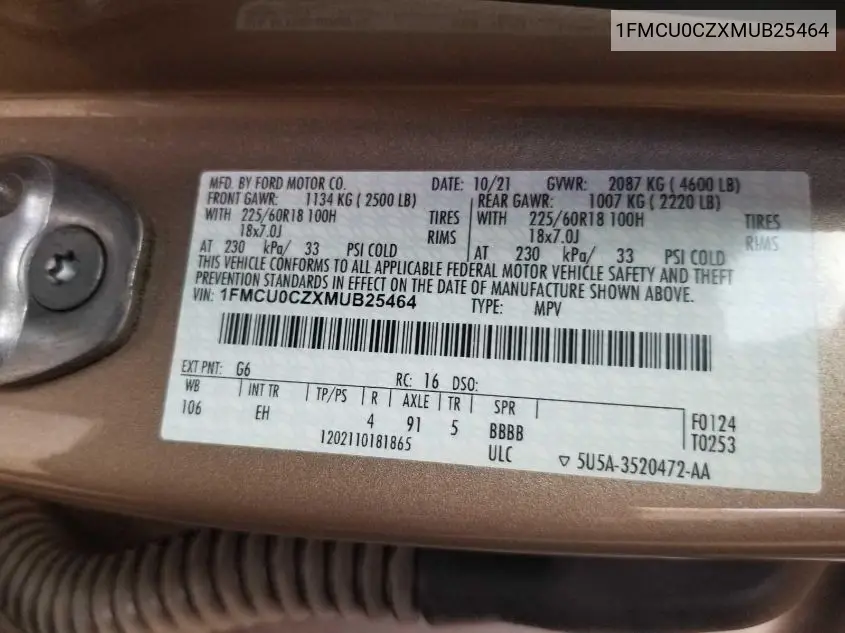 1FMCU0CZXMUB25464
MFD. BY FORD MOTOR CO. DATE: 10/21 GVWR: 2087 KG ( 4600 LB)
FRONT GAWR: 1134 KG ( 2500 LB) REAR GAWR: 1007 KG ( 2220 LB)
WITH 225/60R18 100H TIRES WITH 225/60R18 100H TIRES
18x7.0J RIMS 18x7.0J RIMS
AT 230 kPa/ 33 PSI COLD AT 230 kPa/ 33 PSI COLD
THIS VEHICLE CONFORMS TO ALL APPLICABLE FEDERAL MOTOR VEHICLE SAFETY AND THEFT
PREVENTION STANDARDS IN EFFECT ON THE DATE OF MANUFACTURE SHOWN ABOVE.
VIN: 1FMCU0CZXMUB25464 TYPE: MPV
EXT PNT: G6 RC: 16 DSO:
WB INT TR TP/PS R AXLE TR SPR
106 EH 4 91 5 BBBB F0124
1202110181865 ULC T0253
5U5A-3520472-AA